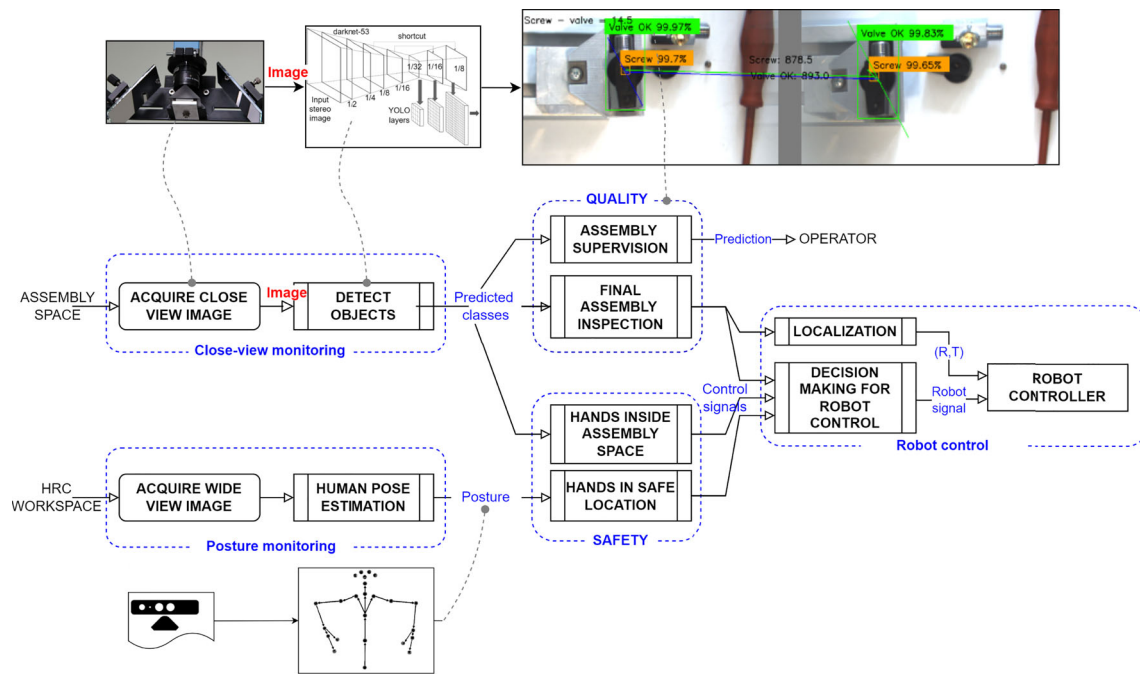 darknet-53
shortcut
Image
1/32
1/16
1/8
1/16
1/8
1/4
1/2
Input
stereo
image
YOLO
layers
Screw - valve = 14.5
Valve OK 99.97%
Screw 99.7%
Screw: 878.5
Valve OK: 893.0
Valve OK 99.83%
Screw 99.65%
QUALITY
ASSEMBLY
SUPERVISION
Prediction
OPERATOR
ASSEMBLY
SPACE
ACQUIRE CLOSE
VIEW IMAGE
Image
DETECT
OBJECTS
Predicted
classes
FINAL
ASSEMBLY
INSPECTION
Close-view monitoring
LOCALIZATION
(R,T)
DECISION
MAKING FOR
ROBOT
CONTROL
Robot
signal
ROBOT
CONTROLLER
Robot control
Control
signals
HANDS INSIDE
ASSEMBLY
SPACE
HANDS IN SAFE
LOCATION
SAFETY
HRC
WORKSPACE
ACQUIRE WIDE
VIEW IMAGE
HUMAN POSE
ESTIMATION
Posture
Posture monitoring